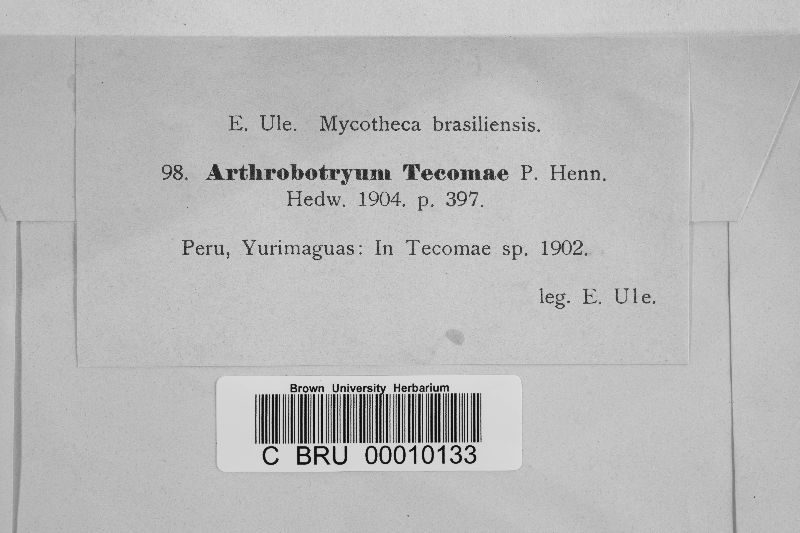 E. Ule. Mycotheca brasiliensis.
98. Arthrobotryum Tecomae P. Henn.
Hedw. 1904. p. 397.
Peru, Yurimaguas: In Tecomae sp. 1902.
leg. E. Ule.
Brown University Herbarium
C BRU 00010133